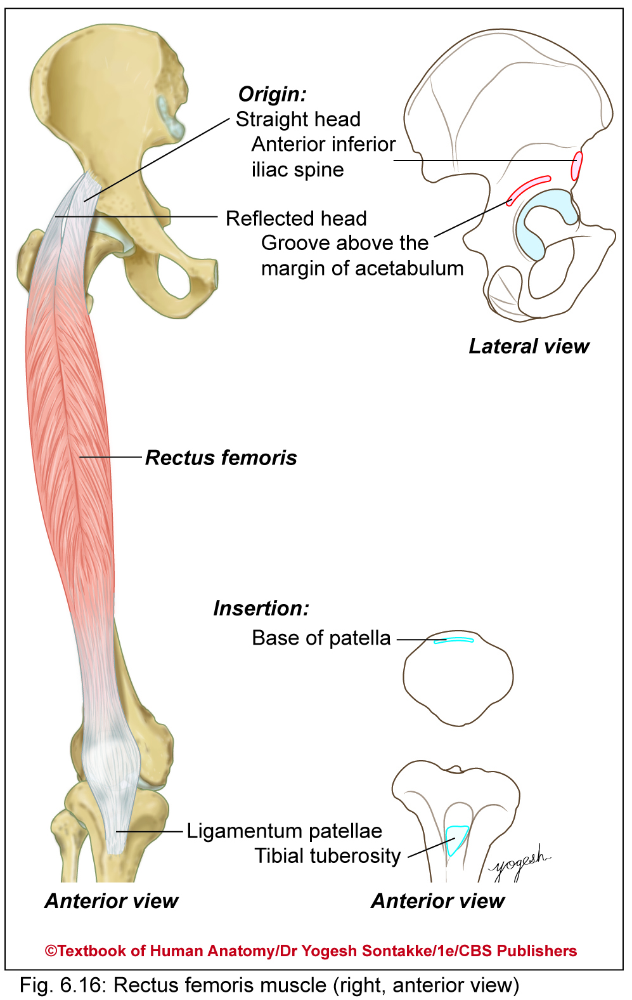 Origin:
Straight head
Anterior inferior
iliac spine
Reflected head
Groove above the
margin of acetabulum
Lateral view
Rectus femoris
Insertion:
Base of patella
Ligamentum patellae
Tibial tuberosity
yogesh
Anterior view
Anterior view
©Textbook of Human Anatomy/Dr Yogesh Sontakke/1e/CBS Publishers
Fig. 6.16: Rectus femoris muscle (right, anterior view)